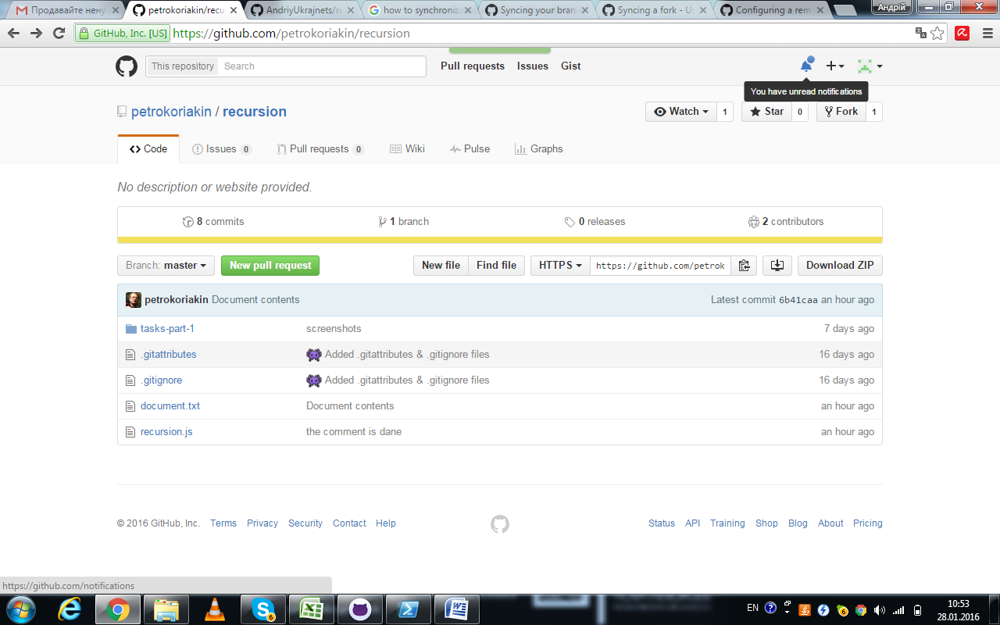 Продавайте нену
petrokoriakin/recu
AndriyUkrajnets/re
how to synchroniz
Syncing your bran
Syncing a fork - Us
Configuring a rem
Андрій
GitHub, Inc. [US]
https://github.com/petrokoriakin/recursion
This repository
Search
Pull requests
Issues
Gist
You have unread notifications
petrokoriakin / recursion
Watch
1
Star
0
Fork
1
Code
Issues 0
Pull requests 0
Wiki
Pulse
Graphs
No description or website provided.
8 commits
1 branch
0 releases
2 contributors
Branch: master
New pull request
New file
Find file
HTTPS
https://github.com/petrok
Download ZIP
petrokoriakin Document contents
Latest commit 6b41caa an hour ago
tasks-part-1
screenshots
7 days ago
.gitattributes
Added .gitattributes & .gitignore files
16 days ago
.gitignore
Added .gitattributes & .gitignore files
16 days ago
document.txt
Document contents
an hour ago
recursion.js
the comment is dane
an hour ago
© 2016 GitHub, Inc.
Terms
Privacy
Security
Contact
Help
Status
API
Training
Shop
Blog
About
Pricing
https://github.com/notifications
6
EN
6
10:53
28.01.2016